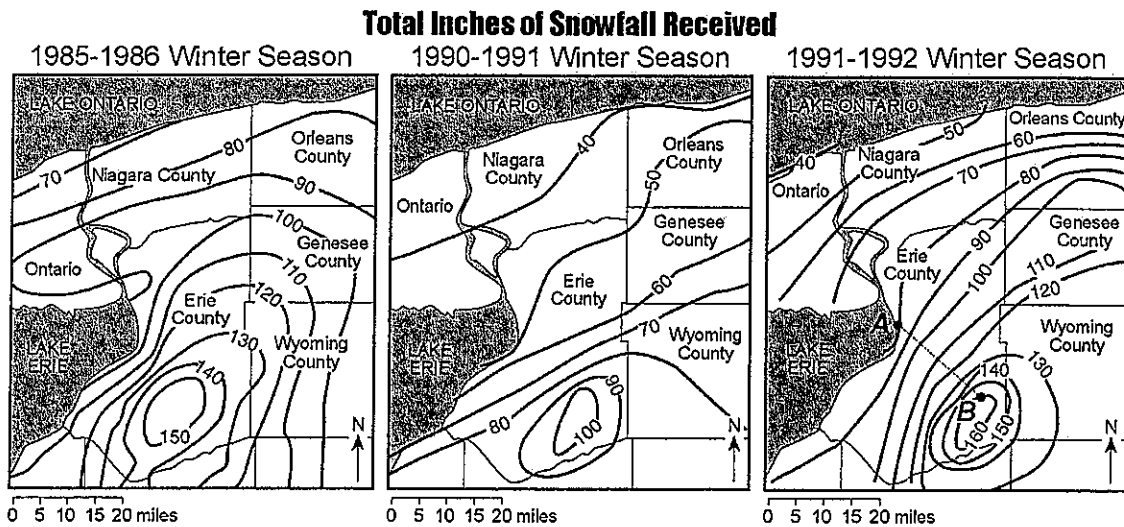 Total Inches of Snowfall Received
1985-1986 Winter Season
LAKE ONTARIO
70
80
Niagara County
Orleans
County
90
100
Genesee
County
Ontario
110
120
Erie
County
130
Wyoming
County
LAKE
ERIE
140
150
N
0 5 10 15 20 miles
1990-1991 Winter Season
LAKE ONTARIO
40
Niagara
County
Orleans
County
50
Ontario
Genesee
County
Erie
County
60
70
Wyoming
County
LAKE
ERIE
90
80
100
N
0 5 10 15 20 miles
1991-1992 Winter Season
LAKE ONTARIO
Orleans County
50
60
40
Niagara
County
70
80
Ontario
90
Genesee
County
Erie
County
100
110
120
A
Wyoming
County
LAKE
ERIE
130
140
B
160
150
N
0 5 10 15 20 miles